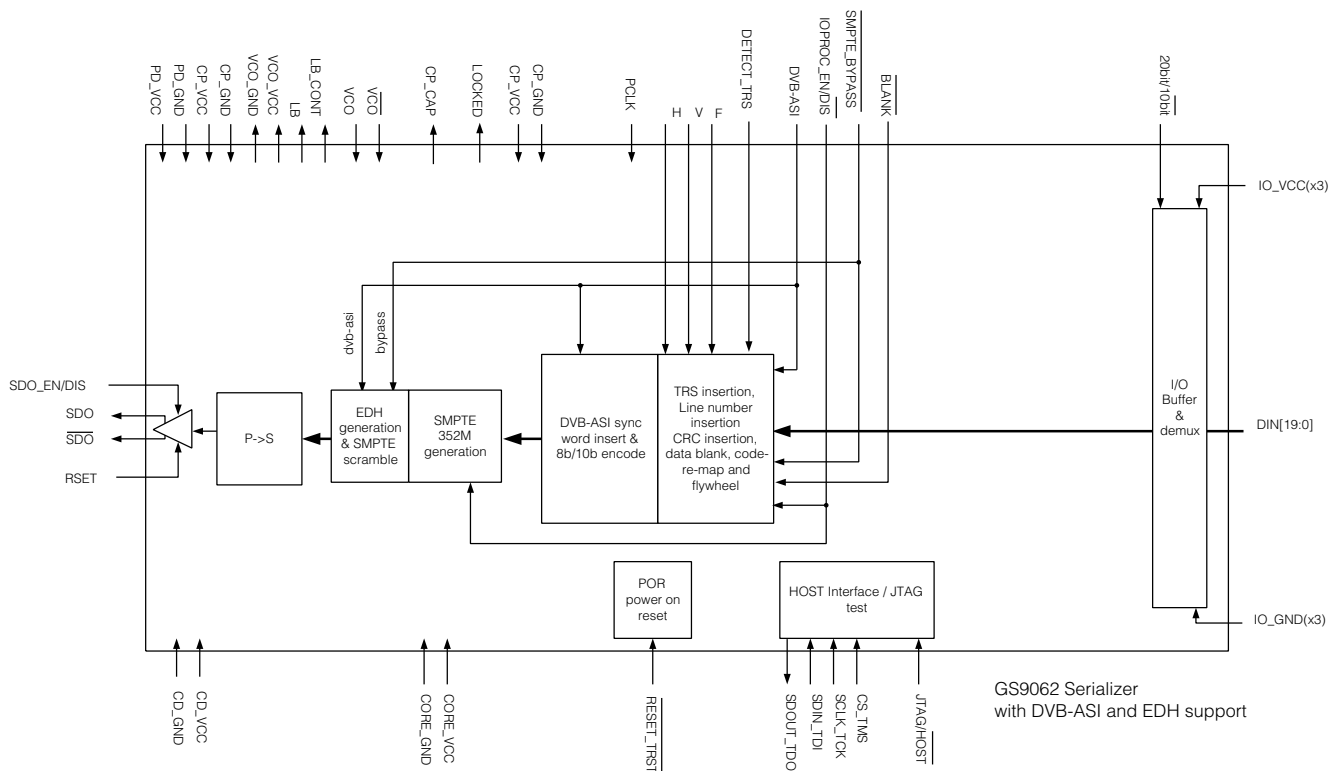 PD_VCC
PD_GND
CP_VCC
CP_GND
VCO_GND
VCO_VCC
LB
LB_CONT
VCO
VCO
CP_CAP
LOCKED
CP_VCC
CP_GND
PCLK
H
V
F
DETECT_TRS
DVB-ASI
IOPROC_EN/DIS
SMPTE_BYPASS
BLANK
20bit/10bit
IO_VCC(x3)
dvb-asi
bypass
SDO_EN/DIS
SDO
SDO
RSET
P->S
EDH
generation
& SMPTE
scramble
SMPTE
352M
generation
DVB-ASI sync
word insert &
8b/10b encode
TRS insertion,
Line number
insertion
CRC insertion,
data blank, code-
re-map and
flywheel
I/O
Buffer
&
demux
DIN[19:0]
POR
power on
reset
HOST Interface / JTAG
test
IO_GND(x3)
CD_GND
CD_VCC
CORE_GND
CORE_VCC
RESET_TRST
SDOUT_TDO
SDIN_TDI
SCLK_TCK
CS_TMS
JTAG/HOST
GS9062 Serializer
with DVB-ASI and EDH support